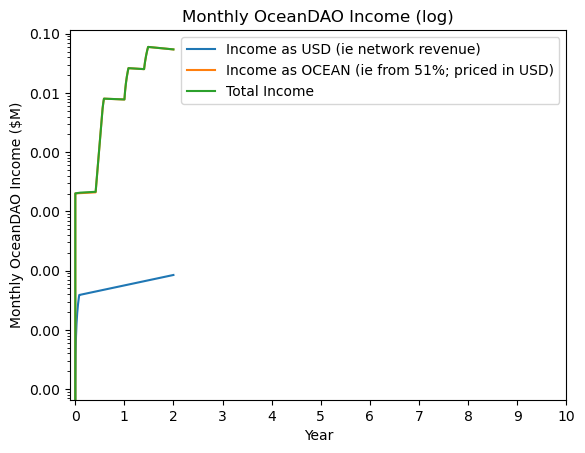 Monthly OceanDAO Income (log)
Monthly OceanDAO Income ($M)
0.10
0.01
0.00
0.00
0.00
0.00
0.00
Income as USD (ie network revenue)
Income as OCEAN (ie from 51%; priced in USD)
Total Income
0 1 2 3 4 5 6 7 8 9 10
Year